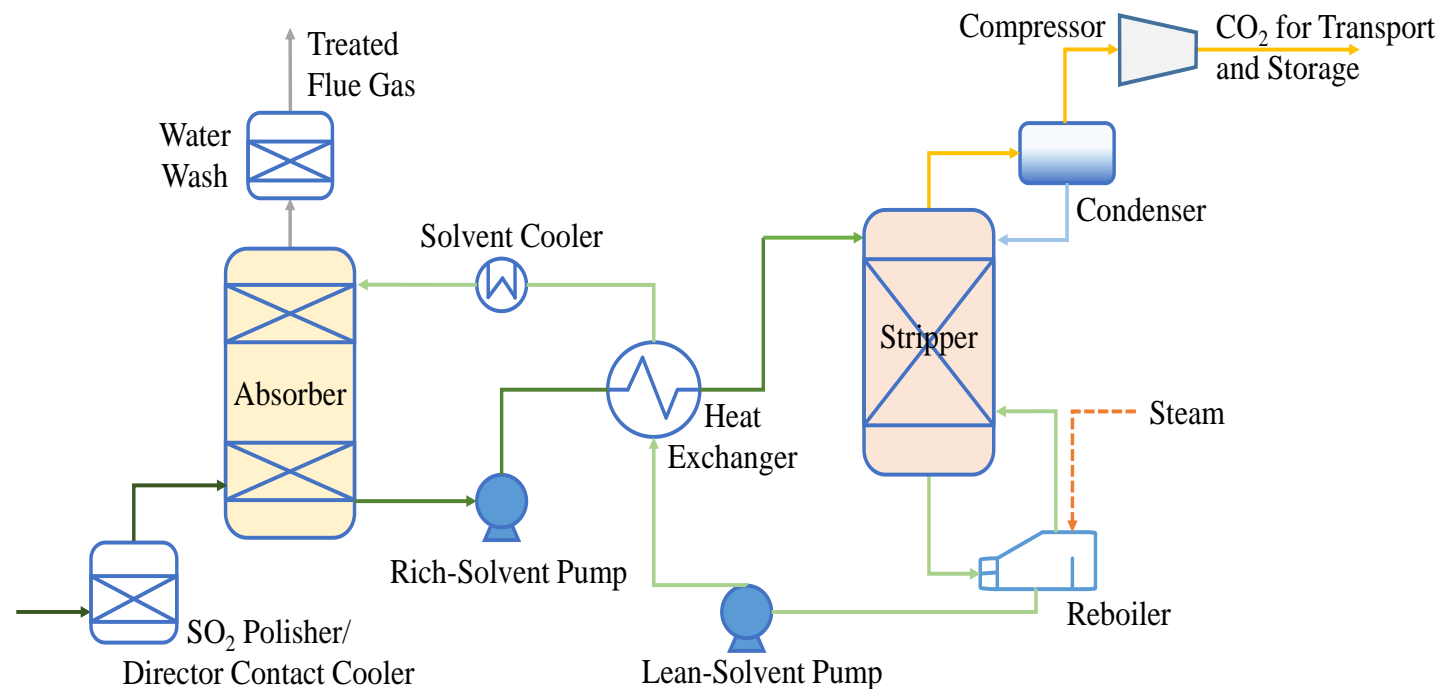 Treated
Flue Gas
Compressor
CO₂ for Transport
and Storage
Water
Wash
Condenser
Solvent Cooler
Stripper
Absorber
Heat
Exchanger
Steam
Rich-Solvent Pump
Reboiler
SO₂ Polisher/
Director Contact Cooler
Lean-Solvent Pump